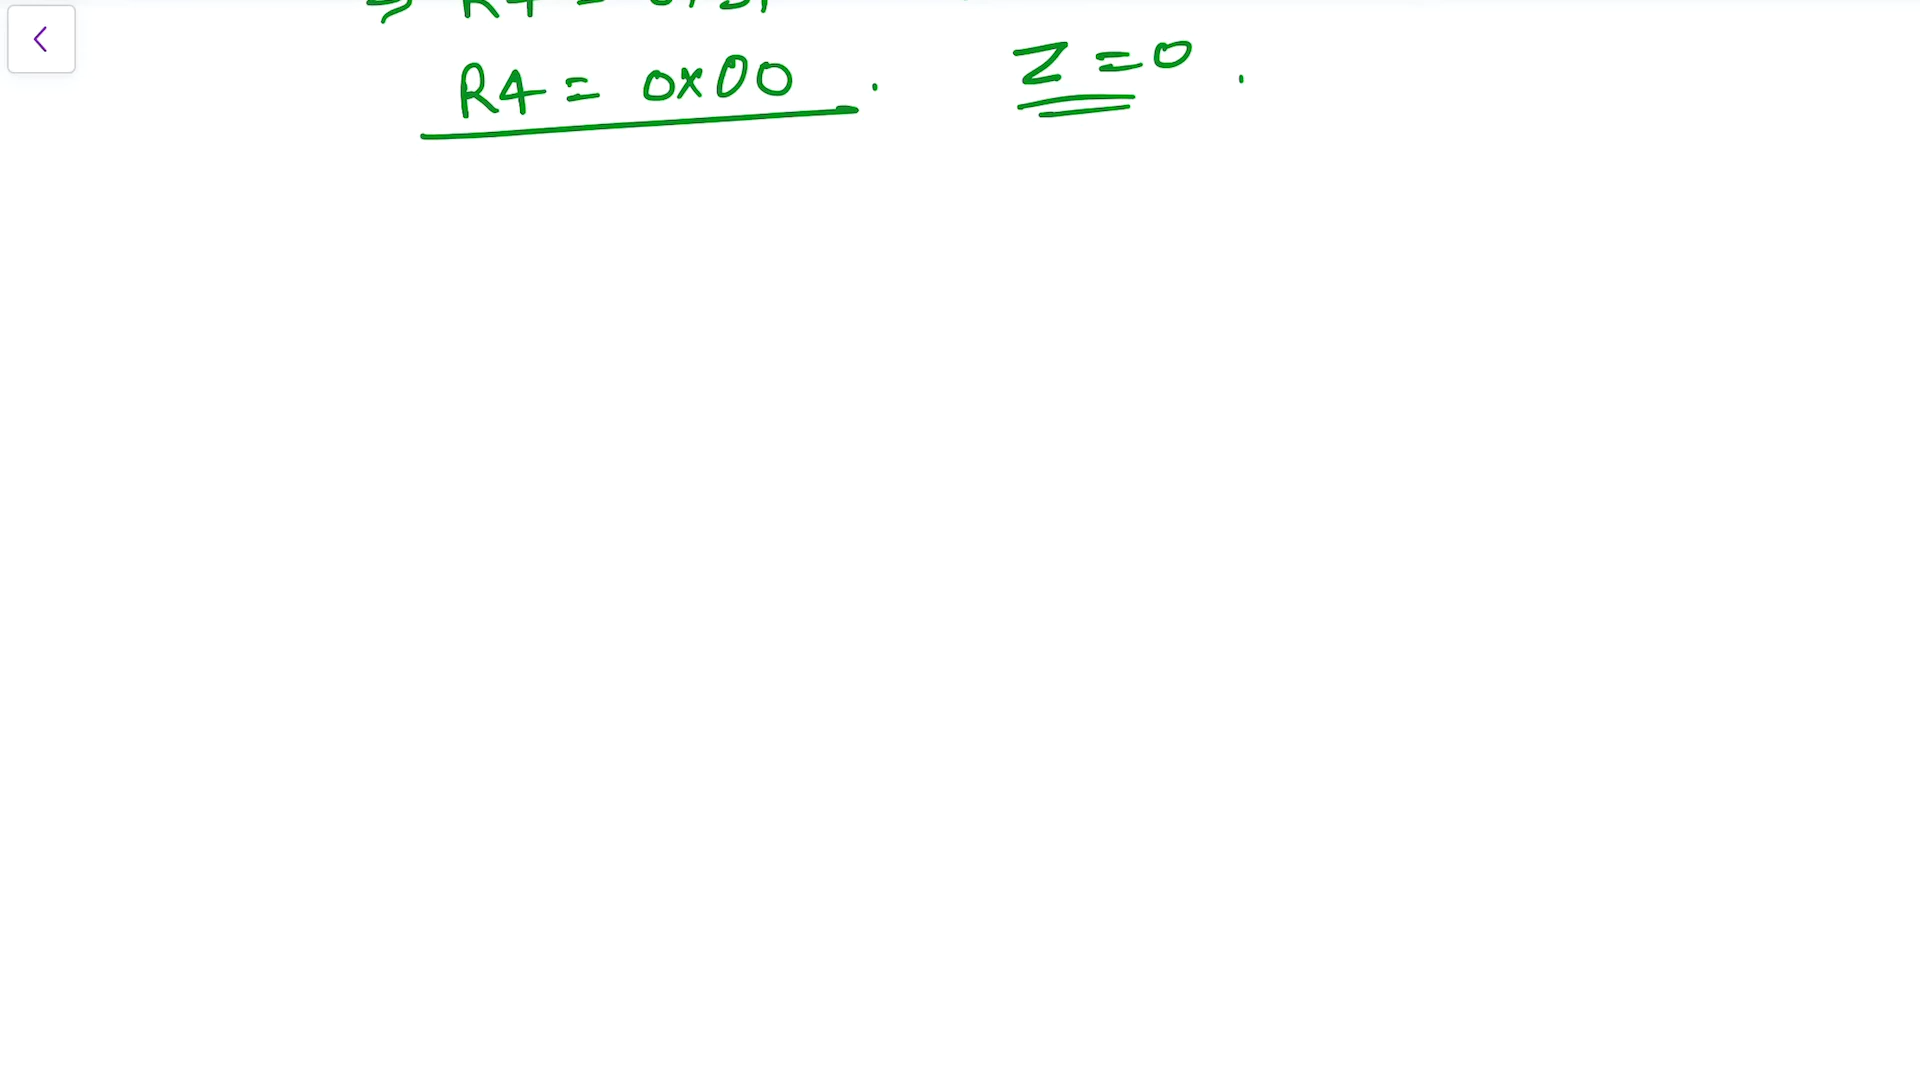 R4 = 0x00 . Z = 0 .